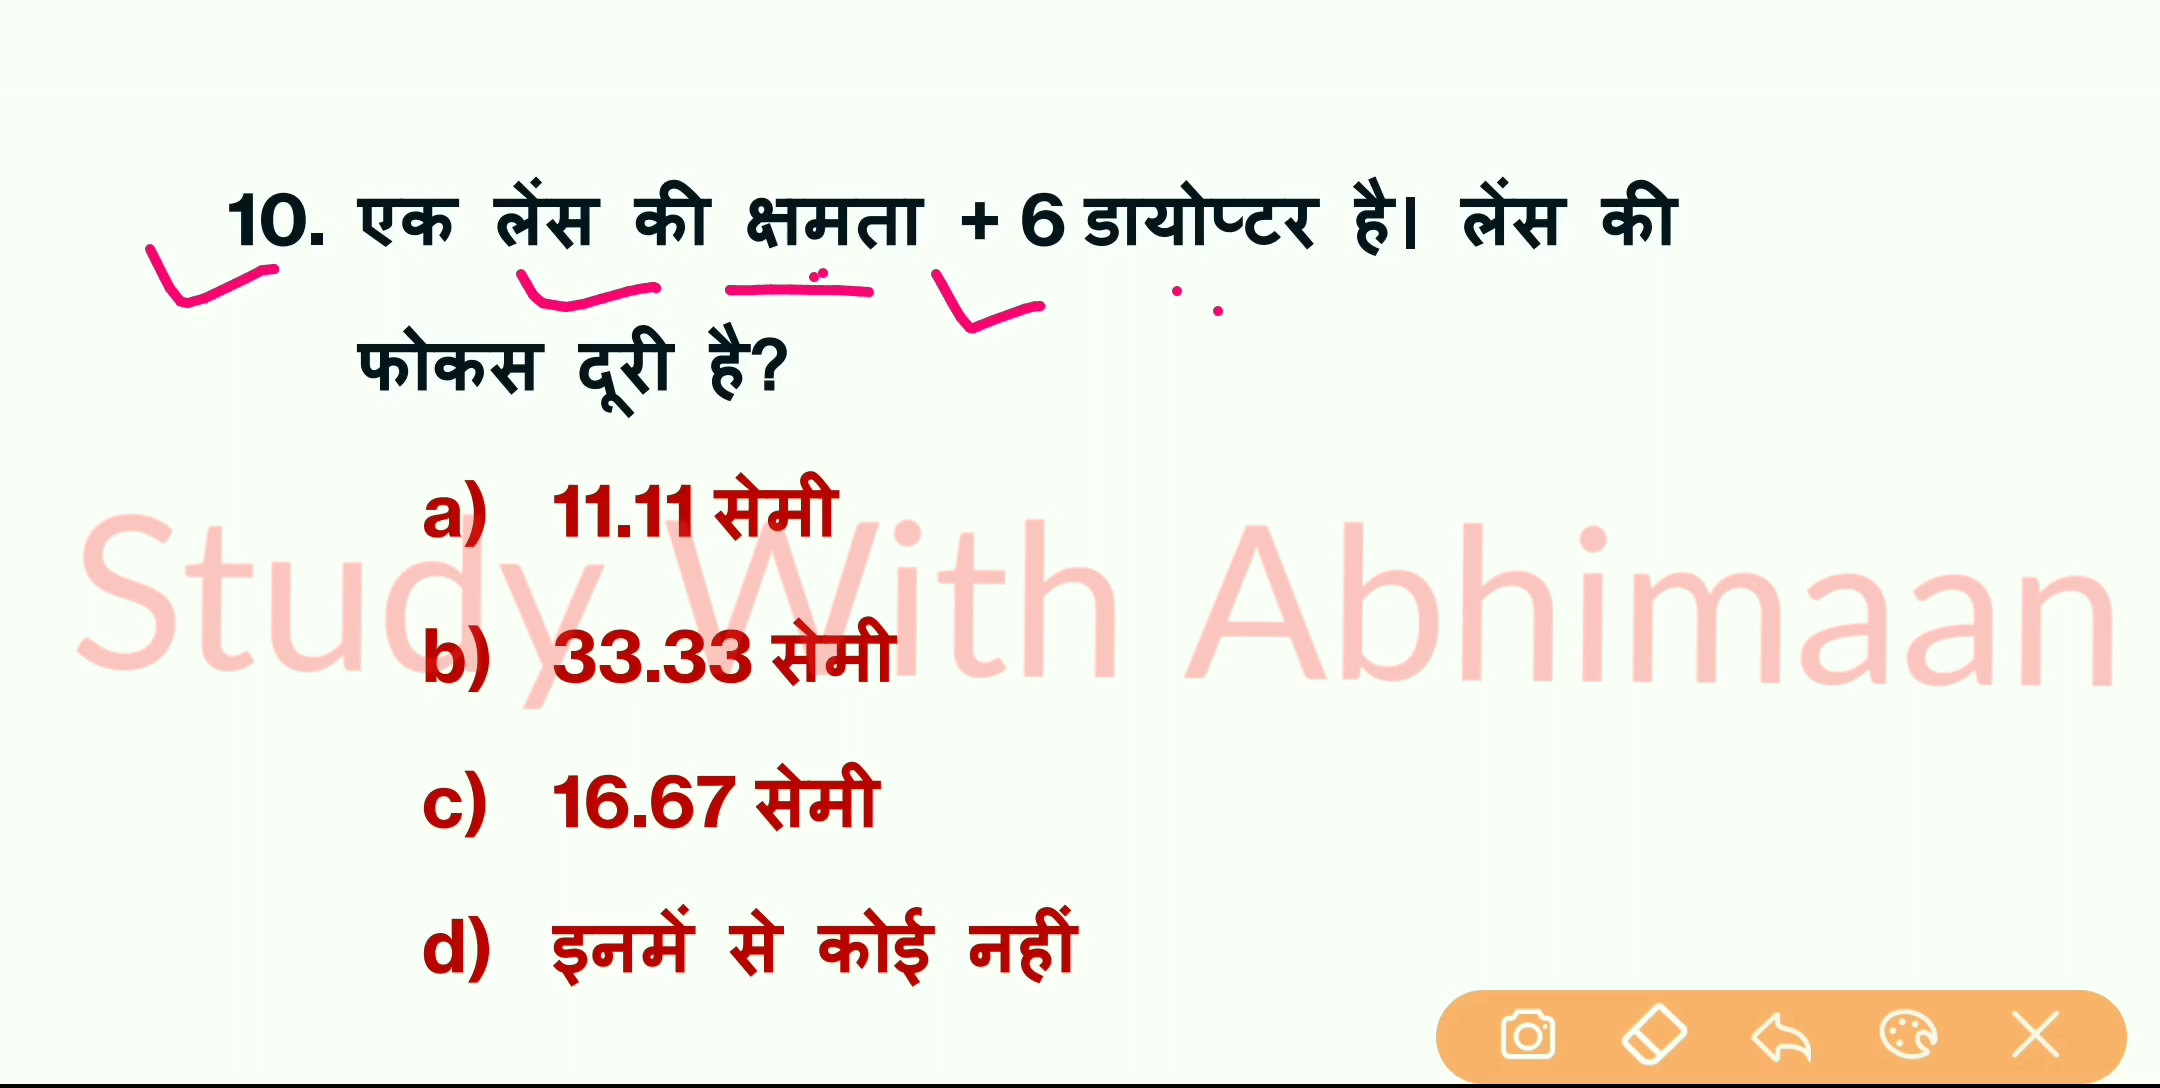 10. एक लेंस की क्षमता + 6 डायोप्टर है। लेंस की
फोकस दूरी है?
a) 11.11 सेमी
b) 33.33 सेमी
c) 16.67 सेमी
d) इनमें से कोई नहीं
Study With Abhimaan